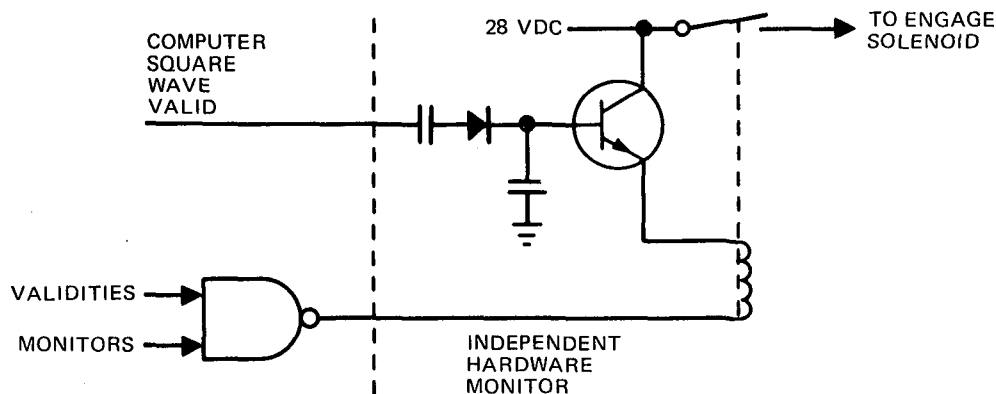 COMPUTER
SQUARE
WAVE
VALID
28 VDC
TO ENGAGE
SOLENOID
VALIDITIES
MONITORS
INDEPENDENT
HARDWARE
MONITOR